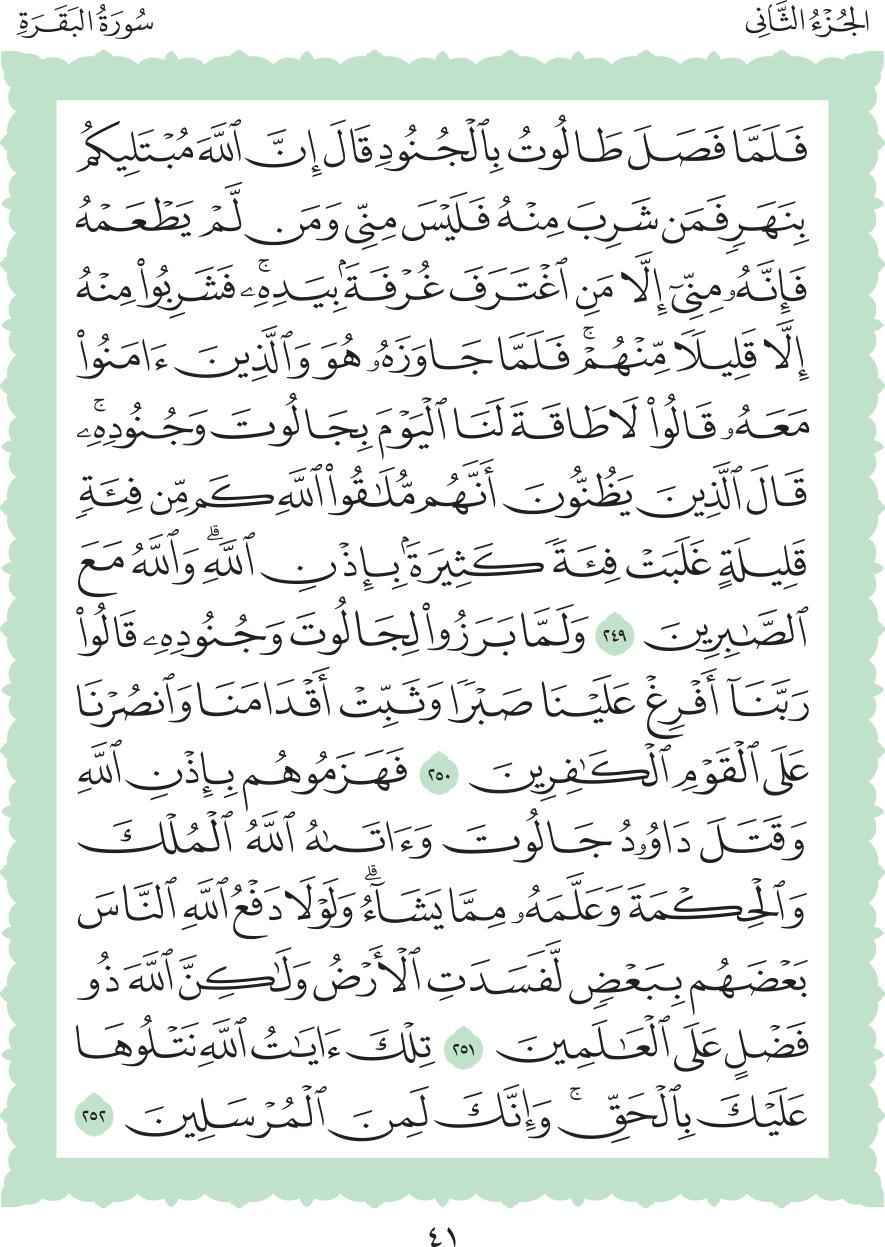 الجُزْءُ الثَّانِي
سُورَةُ البَقَرَةِ
فَلَمَّا فَصَلَ طَالُوتُ بِٱلْجُنُودِ قَالَ إِنَّ ٱللَّهَ مُبْتَلِيكُم
بِنَهَرٍ فَمَن شَرِبَ مِنْهُ فَلَيْسَ مِنِّي وَمَن لَّمْ يَطْعَمْهُ
فَإِنَّهُۥ مِنِّيٓ إِلَّا مَنِ ٱغْتَرَفَ غُرْفَةَۢ بِيَدِهِۦۚ فَشَرِبُوا۟ مِنْهُ
إِلَّا قَلِيلًا مِّنْهُمْۚ فَلَمَّا جَاوَزَهُۥ هُوَ وَٱلَّذِينَ ءَامَنُوا۟
مَعَهُۥ قَالُوا۟ لَا طَاقَةَ لَنَا ٱلْيَوْمَ بِجَالُوتَ وَجُنُودِهِۦۚ
قَالَ ٱلَّذِينَ يَظُنُّونَ أَنَّهُم مُّلَـٰقُوا۟ ٱللَّهِ كَم مِّن فِئَةٍ
قَلِيلَةٍ غَلَبَتْ فِئَةً كَثِيرَةَۢ بِإِذْنِ ٱللَّهِۗ وَٱللَّهُ مَعَ
ٱلصَّـٰبِرِينَ ٢٤٩ وَلَمَّا بَرَزُوا۟ لِجَالُوتَ وَجُنُودِهِۦ قَالُوا۟
رَبَّنَآ أَفْرِغْ عَلَيْنَا صَبْرًا وَثَبِّتْ أَقْدَامَنَا وَٱنصُرْنَا
عَلَى ٱلْقَوْمِ ٱلْكَـٰفِرِينَ ٢٥٠ فَهَزَمُوهُم بِإِذْنِ ٱللَّهِ
وَقَتَلَ دَاوُۥدُ جَالُوتَ وَءَاتَىٰهُ ٱللَّهُ ٱلْمُلْكَ
وَٱلْحِكْمَةَ وَعَلَّمَهُۥ مِمَّا يَشَآءُۗ وَلَوْلَا دَفْعُ ٱللَّهِ ٱلنَّاسَ
بَعْضَهُم بِبَعْضٍ لَّفَسَدَتِ ٱلْأَرْضُ وَلَـٰكِنَّ ٱللَّهَ ذُو
فَضْلٍ عَلَى ٱلْعَـٰلَمِينَ ٢٥١ تِلْكَ ءَايَـٰتُ ٱللَّهِ نَتْلُوهَا
عَلَيْكَ بِٱلْحَقِّۚ وَإِنَّكَ لَمِنَ ٱلْمُرْسَلِينَ ٢٥٢
٤١